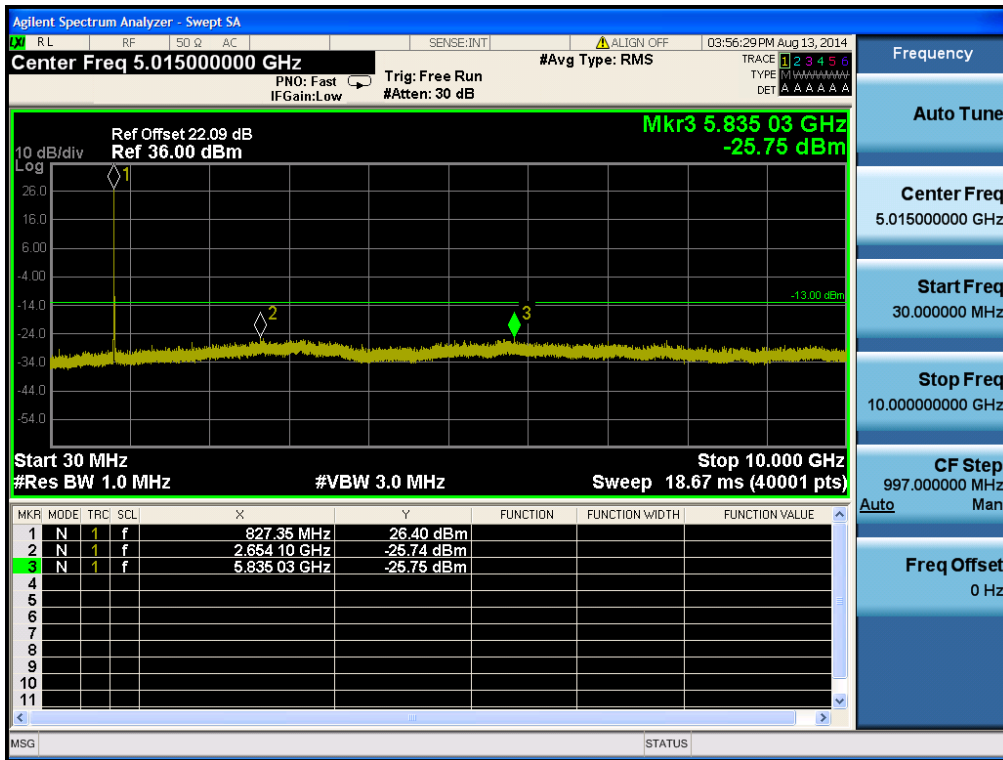 Agilent Spectrum Analyzer - Swept SA
LXI RL RF 50 Ω AC SENSE:INT ALIGN OFF 03:56:29 PM Aug 13, 2014
Center Freq 5.015000000 GHz #Avg Type: RMS TRACE 1 2 3 4 5 6
PNO: Fast Trig: Free Run TYPE M WWWWW
IFGain:Low #Atten: 30 dB DET A A A A A A
Mkr3 5.835 03 GHz
Ref Offset 22.09 dB
10 dB/div Ref 36.00 dBm -25.75 dBm
Log
1
26.0
16.0
6.00
-4.00
-13.00 dBm
-14.0
2
3
-24.0
-34.0
-44.0
-54.0
Start 30 MHz Stop 10.000 GHz
#Res BW 1.0 MHz #VBW 3.0 MHz Sweep 18.67 ms (40001 pts)
MKR MODE TRC SCL X Y FUNCTION FUNCTION WIDTH FUNCTION VALUE
1 N 1 f 827.35 MHz 26.40 dBm
2 N 1 f 2.654 10 GHz -25.74 dBm
3 N 1 f 5.835 03 GHz -25.75 dBm
4
5
6
7
8
9
10
11
MSG STATUS
Frequency
Auto Tune
Center Freq
5.015000000 GHz
Start Freq
30.000000 MHz
Stop Freq
10.000000000 GHz
CF Step
997.000000 MHz
Auto Man
Freq Offset
0 Hz